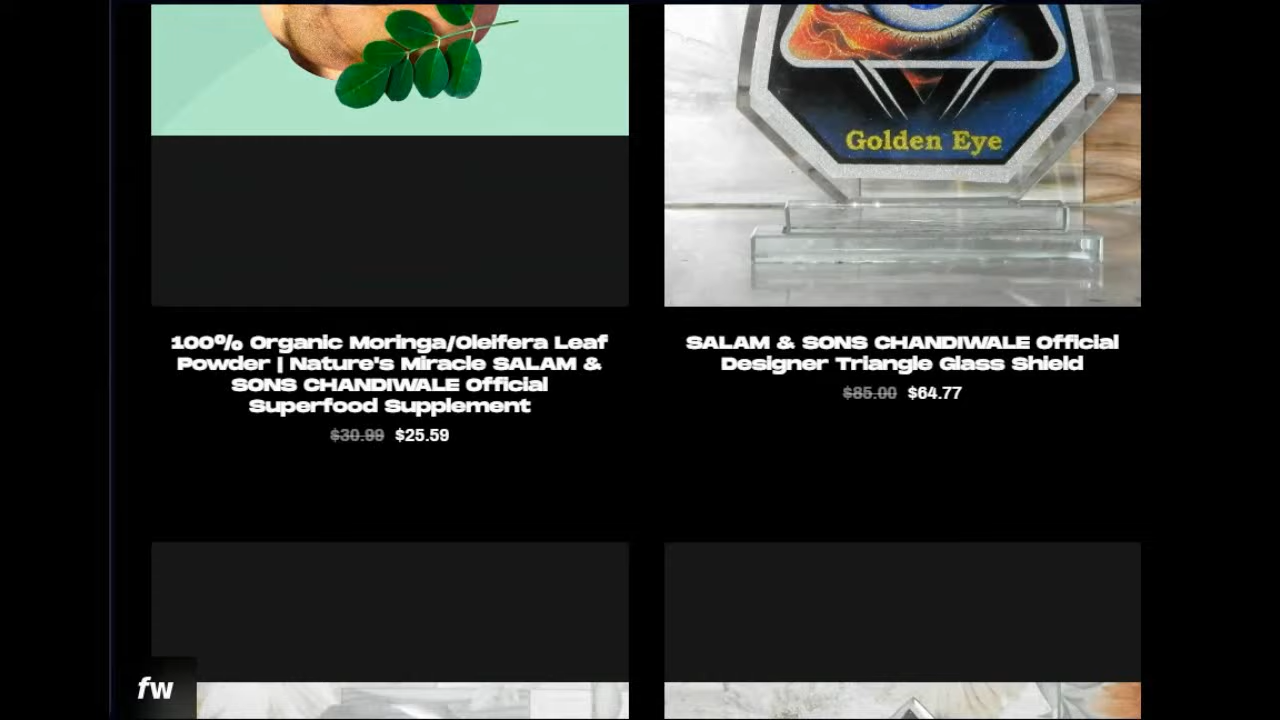 Golden Eye
100% Organic Moringa/Oleifera Leaf
Powder | Nature's Miracle SALAM &
SONS CHANDIWALE Official
Superfood Supplement
$30.99 $25.59
SALAM & SONS CHANDIWALE Official
Designer Triangle Glass Shield
$85.00 $64.77
fw